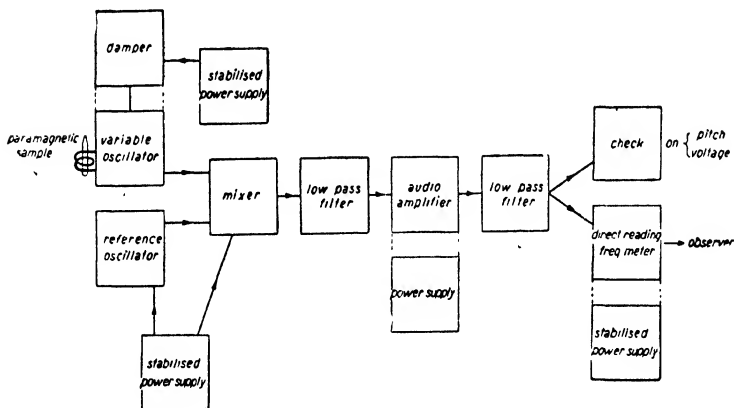 damper
stabilised
power supply
paramagnetic
sample
variable
oscillator
mixer
low pass
filter
audio
amplifier
low pass
filter
check
on { pitch
voltage
reference
oscillator
direct reading
freq meter
observer
power supply
stabilised
power supply
stabilised
power supply